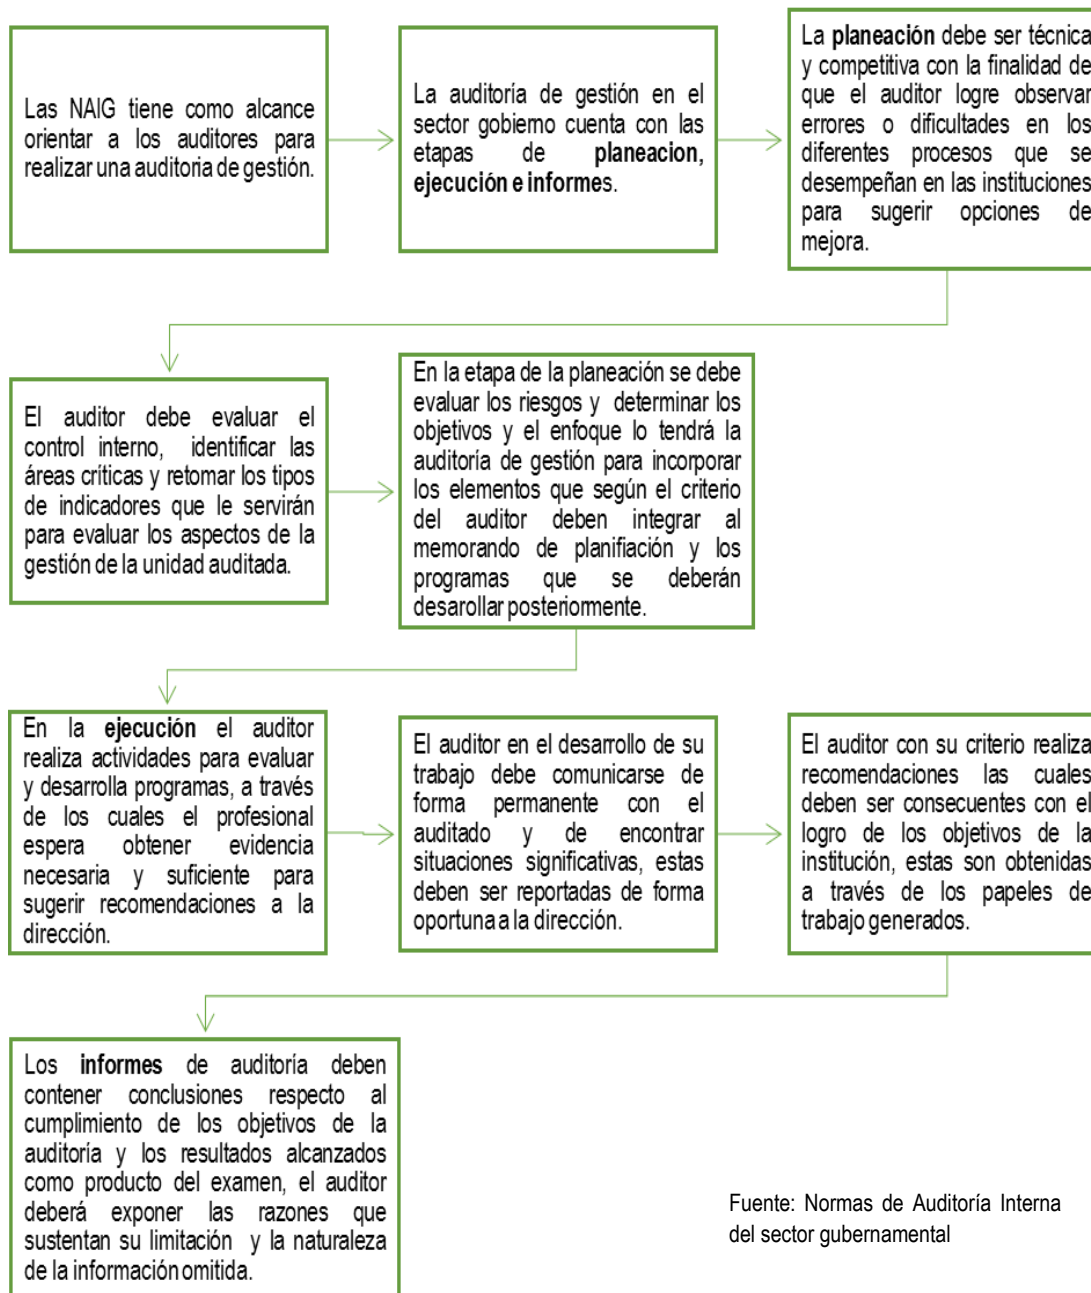 Las NAIG tiene como alcance
orientar a los auditores para
realizar una auditoria de gestión.
La auditoría de gestión en el
sector gobierno cuenta con las
etapas de planeacion,
ejecución e informes.
La planeación debe ser técnica
y competitiva con la finalidad de
que el auditor logre observar
errores o dificultades en los
diferentes procesos que se
desempeñan en las instituciones
para sugerir opciones de
mejora.
El auditor debe evaluar el
control interno, identificar las
áreas críticas y retomar los tipos
de indicadores que le servirán
para evaluar los aspectos de la
gestión de la unidad auditada.
En la etapa de la planeación se debe
evaluar los riesgos y determinar los
objetivos y el enfoque lo tendrá la
auditoría de gestión para incorporar
los elementos que según el criterio
del auditor deben integrar al
memorando de planifiación y los
programas que se deberán
desarollar posteriormente.
En la ejecución el auditor
realiza actividades para evaluar
y desarrolla programas, a través
de los cuales el profesional
espera obtener evidencia
necesaria y suficiente para
sugerir recomendaciones a la
dirección.
El auditor en el desarrollo de su
trabajo debe comunicarse de
forma permanente con el
auditado y de encontrar
situaciones significativas, estas
deben ser reportadas de forma
oportuna a la dirección.
El auditor con su criterio realiza
recomendaciones las cuales
deben ser consecuentes con el
logro de los objetivos de la
institución, estas son obtenidas
a través de los papeles de
trabajo generados.
Los informes de auditoría deben
contener conclusiones respecto al
cumplimiento de los objetivos de la
auditoría y los resultados alcanzados
como producto del examen, el auditor
deberá exponer las razones que
sustentan su limitación y la naturaleza
de la información omitida.
Fuente: Normas de Auditoría Interna
del sector gubernamental